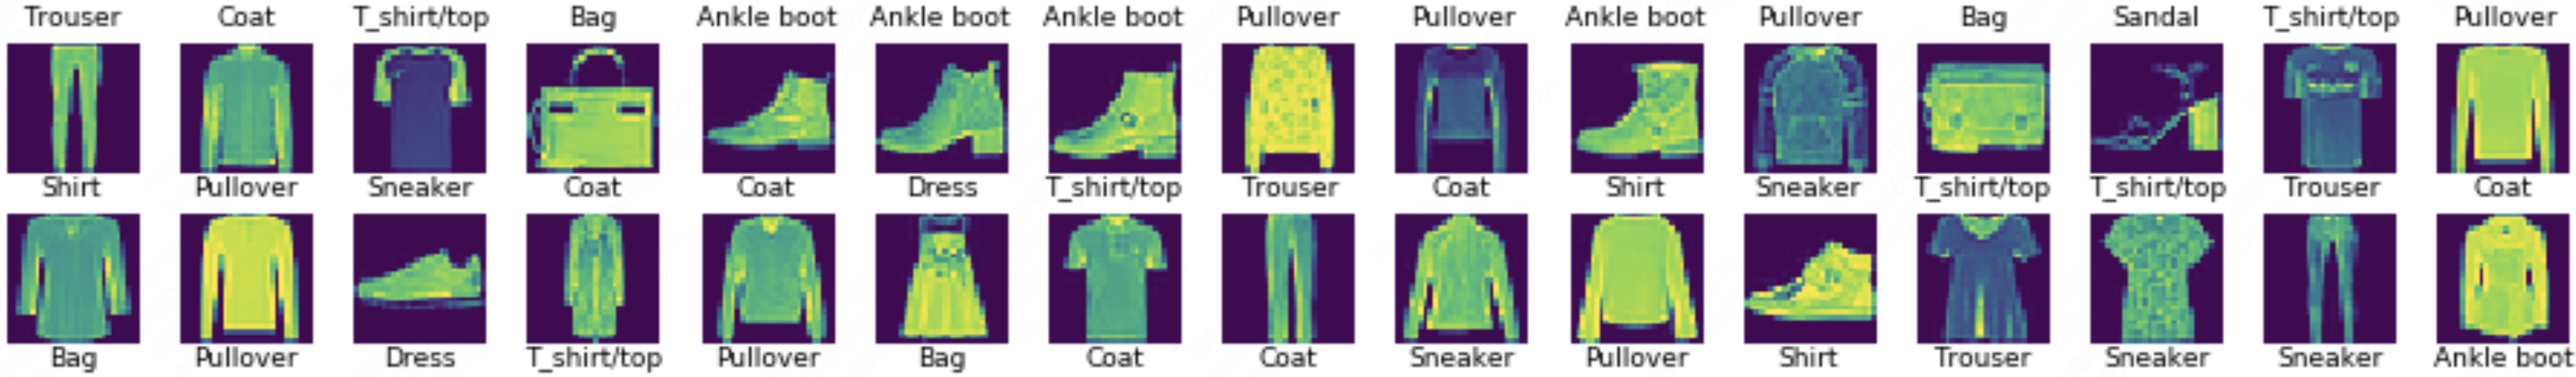 Trouser Coat T_shirt/top Bag Ankle boot Ankle boot Ankle boot Pullover Pullover Ankle boot Pullover Bag Sandal T_shirt/top Pullover
Shirt Pullover Sneaker Coat Coat Dress T_shirt/top Trouser Coat Shirt Sneaker T_shirt/top T_shirt/top Trouser Coat
Bag Pullover Dress T_shirt/top Pullover Bag Coat Coat Sneaker Pullover Shirt Trouser Sneaker Sneaker Ankle boot